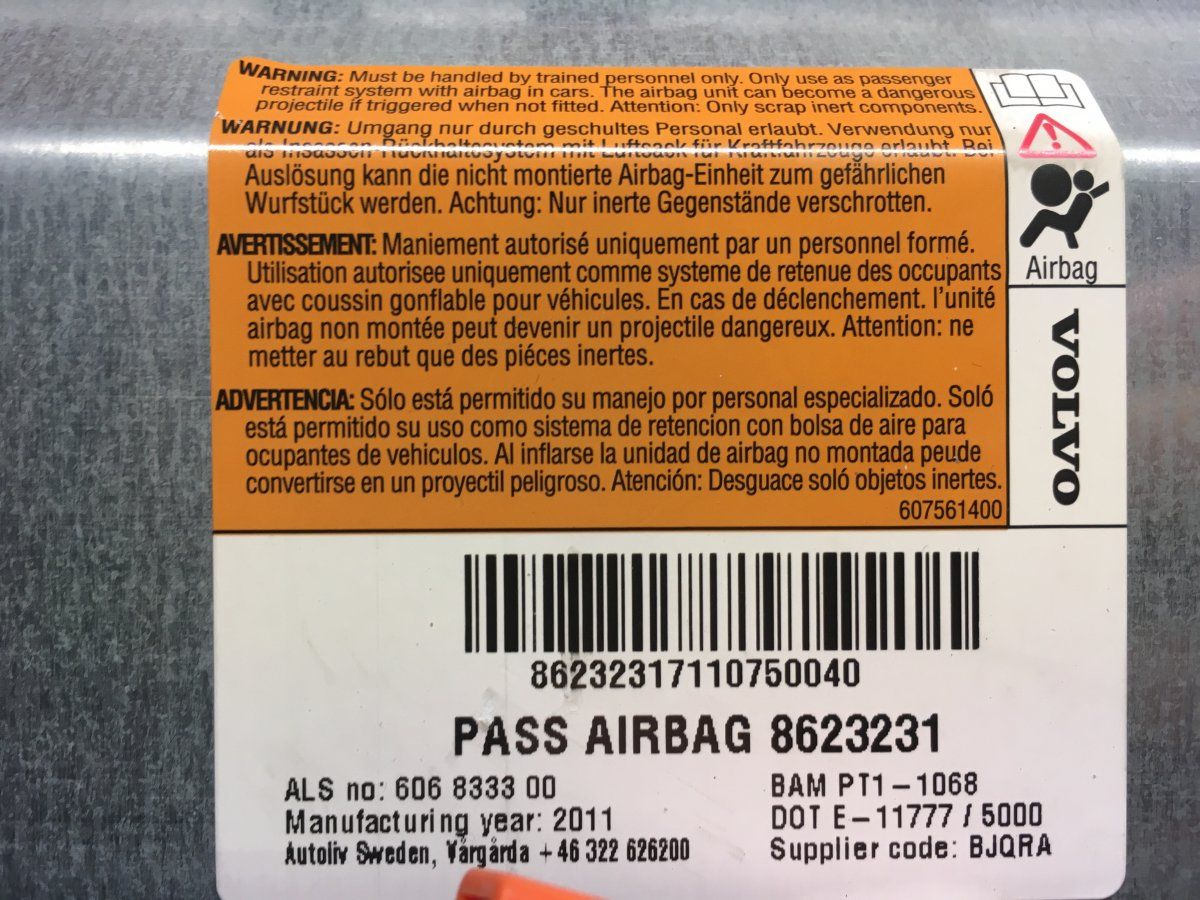 WARNING: Must be handled by trained personnel only. Only use as passenger
restraint system with airbag in cars. The airbag unit can become a dangerous
projectile if triggered when not fitted. Attention: Only scrap inert components.
WARNUNG: Umgang nur durch geschultes Personal erlaubt. Verwendung nur
als Insassen-Rückhaltesystem mit Luftsack für Kraftfahrzeuge erlaubt. Bei
Auslösung kann die nicht montierte Airbag-Einheit zum gefährlichen
Wurfstück werden. Achtung: Nur inerte Gegenstände verschrotten.
AVERTISSEMENT: Maniement autorisé uniquement par un personnel formé.
Utilisation autorisee uniquement comme systeme de retenue des occupants
avec coussin gonflable pour véhicules. En cas de déclenchement. l'unité
airbag non montée peut devenir un projectile dangereux. Attention: ne
metter au rebut que des piéces inertes.
ADVERTENCIA: Sólo está permitido su manejo por personal especializado. Soló
está permitido su uso como sistema de retencion con bolsa de aire para
ocupantes de vehiculos. Al inflarse la unidad de airbag no montada peude
convertirse en un proyectil peligroso. Atención: Desguace soló objetos inertes.
607561400
Airbag
VOLVO
86232317110750040
PASS AIRBAG 8623231
ALS no: 606 8333 00
Manufacturing year: 2011
Autoliv Sweden, Vårgårda +46 322 626200
BAM PT1-1068
DOT E-11777 / 5000
Supplier code: BJQRA